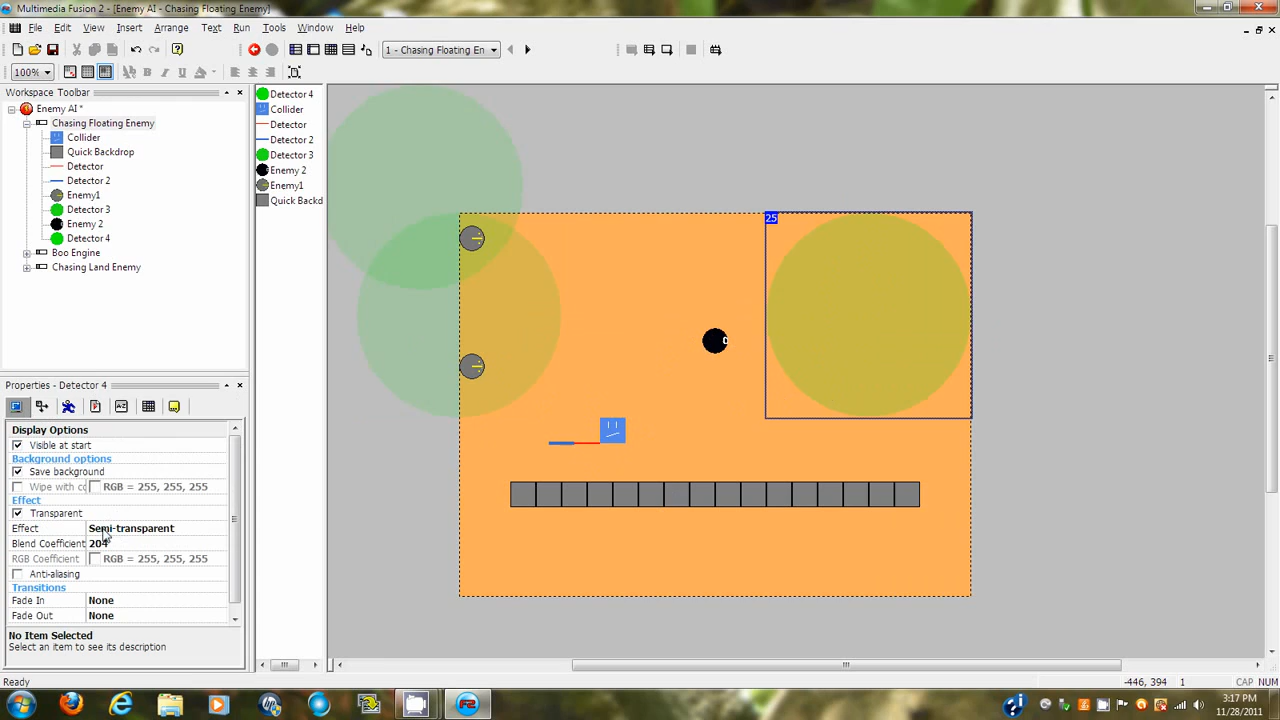 Multimedia Fusion 2 - [Enemy AI - Chasing Floating Enemy]
File Edit View Insert Arrange Text Run Tools Window Help
1 - Chasing Floating En
100%
Workspace Toolbar
Enemy AI *
Chasing Floating Enemy
Collider
Quick Backdrop
Detector
Detector 2
Enemy1
Detector 3
Enemy 2
Detector 4
Boo Engine
Chasing Land Enemy
Detector 4
Collider
Detector
Detector 2
Detector 3
Enemy 2
Enemy1
Quick Backd
25
0
Properties - Detector 4
Display Options
Visible at start
Background options
Save background
Wipe with co RGB = 255, 255, 255
Effect
Transparent
Effect Semi-transparent
Blend Coefficient 204
RGB Coefficient RGB = 255, 255, 255
Anti-aliasing
Transitions
Fade In None
Fade Out None
No Item Selected
Select an item to see its description
Ready
-446, 394 1 CAP NUM
3:17 PM
11/28/2011